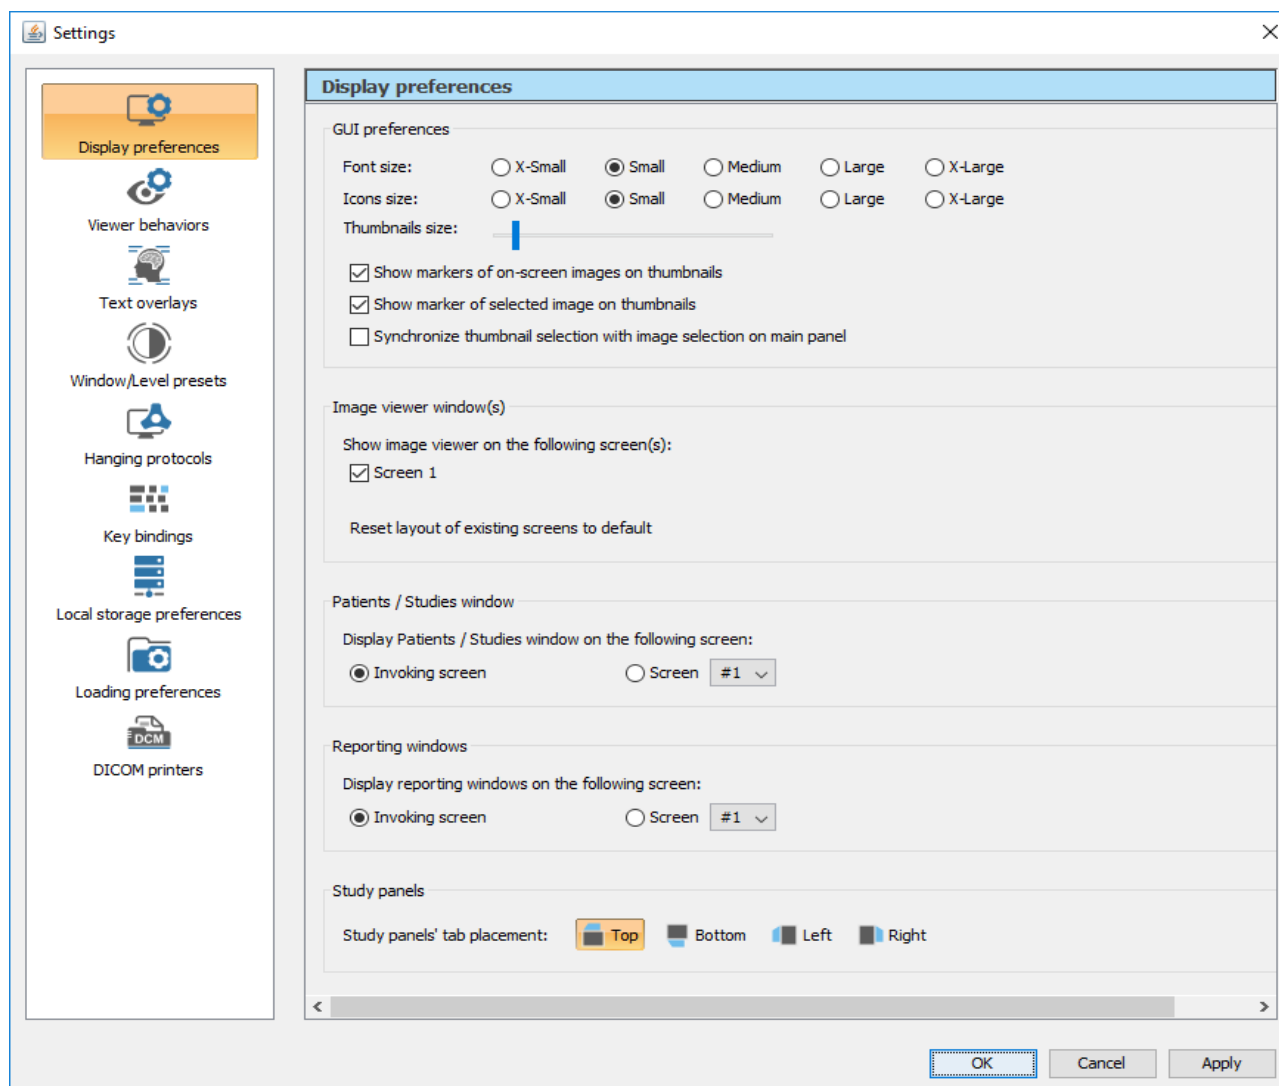 Settings
Display preferences
Viewer behaviors
Text overlays
Window/Level presets
Hanging protocols
Key bindings
Local storage preferences
Loading preferences
DCM
DICOM printers
Display preferences
GUI preferences
Font size: X-Small Small Medium Large X-Large
Icons size: X-Small Small Medium Large X-Large
Thumbnails size:
Show markers of on-screen images on thumbnails
Show marker of selected image on thumbnails
Synchronize thumbnail selection with image selection on main panel
Image viewer window(s)
Show image viewer on the following screen(s):
Screen 1
Reset layout of existing screens to default
Patients / Studies window
Display Patients / Studies window on the following screen:
Invoking screen Screen #1
Reporting windows
Display reporting windows on the following screen:
Invoking screen Screen #1
Study panels
Study panels' tab placement: Top Bottom Left Right
OK Cancel Apply